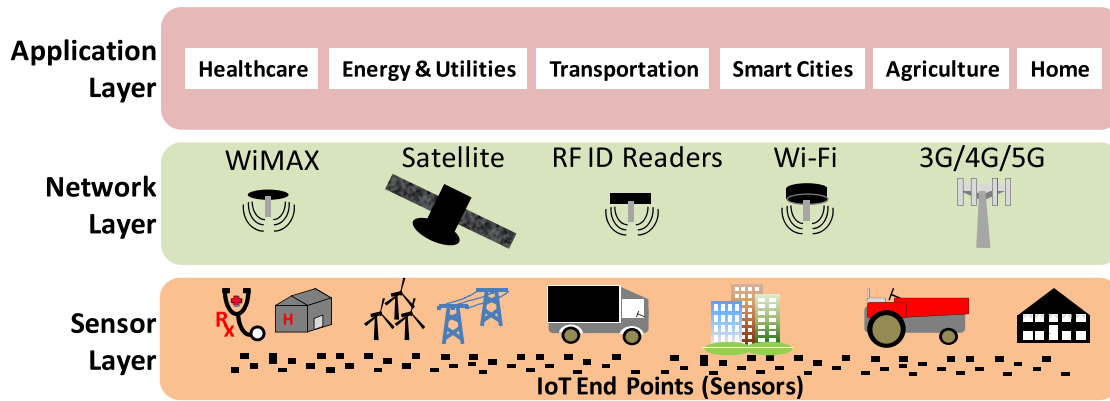 Application
Layer
Healthcare
Energy & Utilities
Transportation
Smart Cities
Agriculture
Home
Network
Layer
WiMAX
Satellite
RF ID Readers
Wi-Fi
3G/4G/5G
Sensor
Layer
Rx
H
IoT End Points (Sensors)